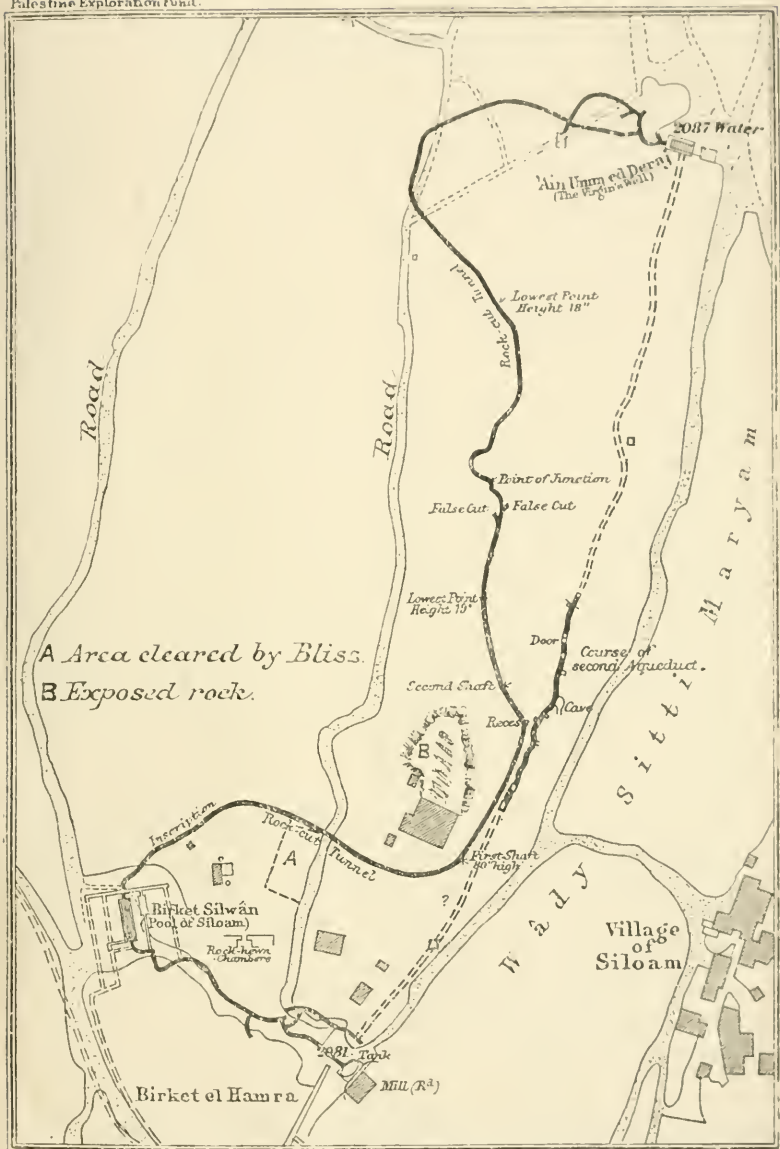 Palestine Exploration Fund.
2087 Water
'Ain Umm ed Deraj
(The Virgin's Well)
Rock-cut Tunnel
Lowest Point
Height 18"
Road
Road
Point of Junction
False Cut
False Cut
Lowest Point
Height 19"
Door
Course of
second Aqueduct.
A Area cleared by Bliss.
B Exposed rock.
Second Shaft
Cave
Reces
B
Sitti Maryam
Inscription
Rock-cut Tunnel
A
First Shaft
80" high
?
Birket Silwân
(Pool of Siloam)
Rock-hewn
Chambers
Wâdy
Village
of
Siloam
2081 Tank
Birket el Hamra
Mill (Rd)